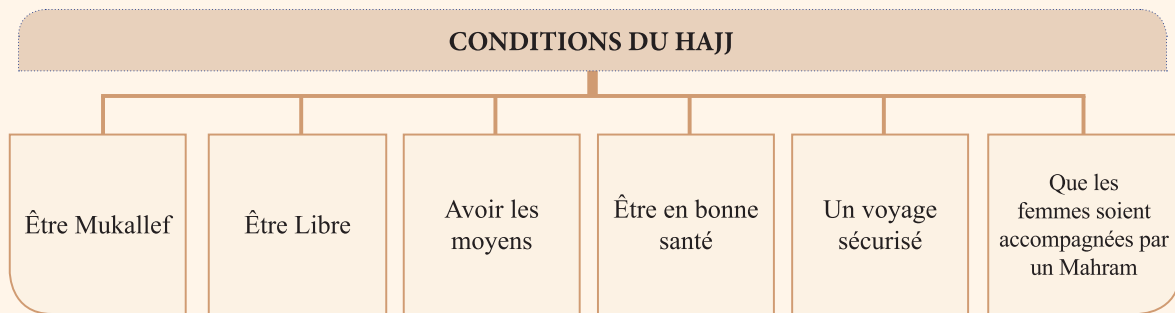 CONDITIONS DU HAJJ
Être Mukallef
Être Libre
Avoir les
moyens
Être en bonne
santé
Un voyage
sécurisé
Que les
femmes soient
accompagnées par
un Mahram